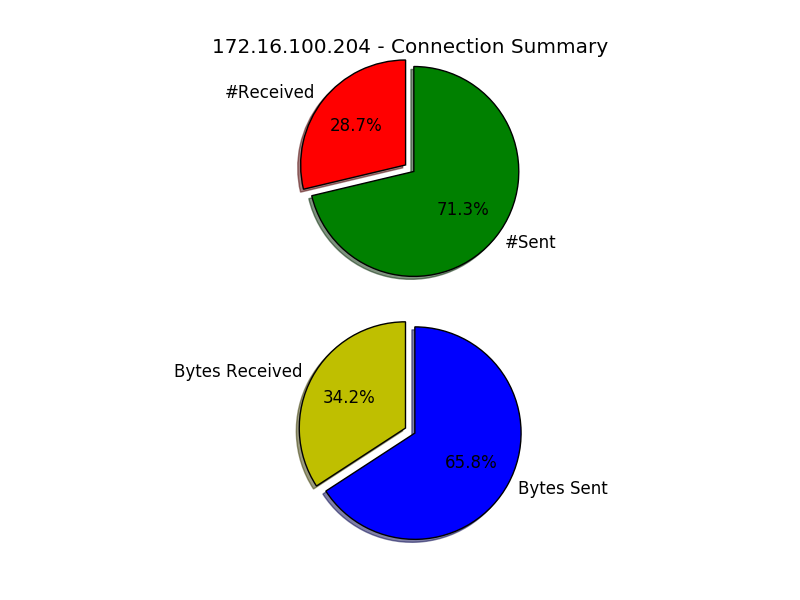 172.16.100.204 - Connection Summary
#Received
28.7%
71.3%
#Sent
Bytes Received
34.2%
65.8%
Bytes Sent